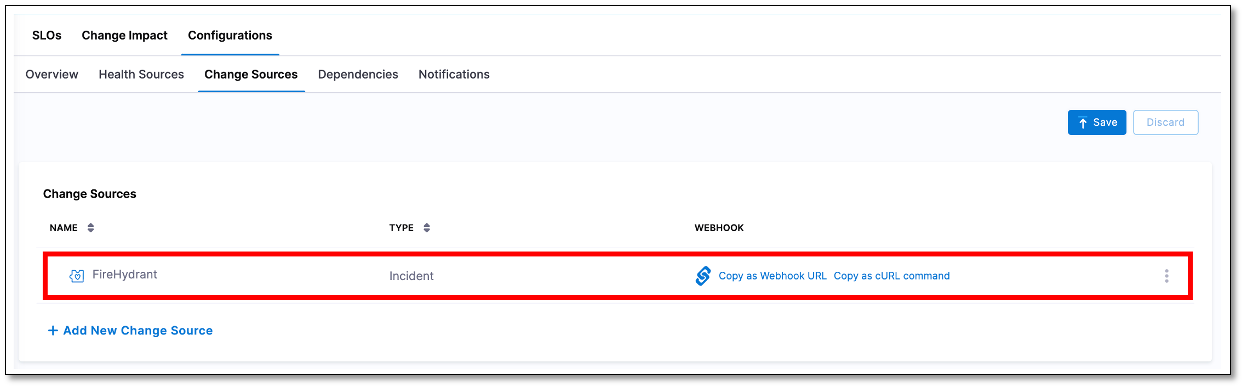 SLOs Change Impact Configurations
Overview Health Sources Change Sources Dependencies Notifications
Save Discard
Change Sources
NAME TYPE WEBHOOK
FireHydrant Incident Copy as Webhook URL Copy as cURL command
+ Add New Change Source